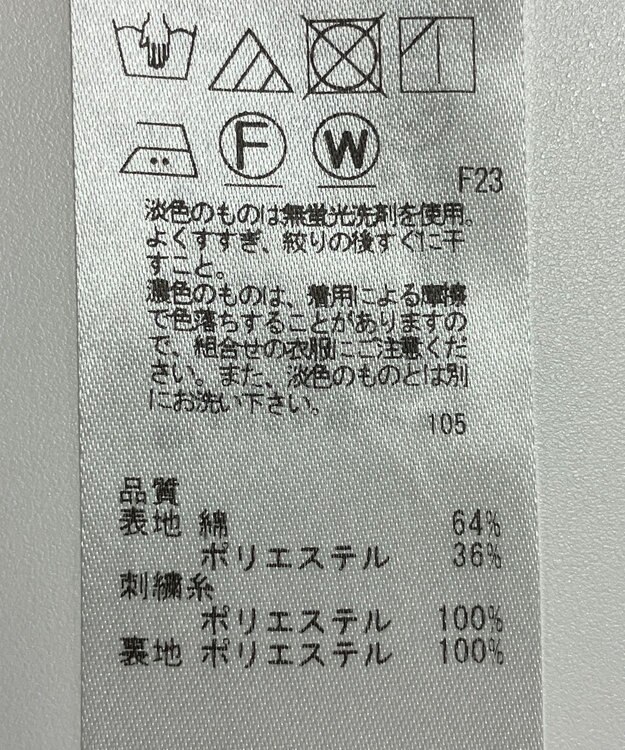 F W
F23
淡色のものは無蛍光洗剤を使用。
よくすすぎ、絞りの後すぐに干
すこと。
濃色のものは、着用による摩擦
で色落ちすることがありますの
で、組合せの衣服にご注意くだ
さい。また、淡色のものとは別
にお洗い下さい。
105
品質
表地 綿 64%
ポリエステル 36%
刺繍糸
ポリエステル 100%
裏地 ポリエステル 100%